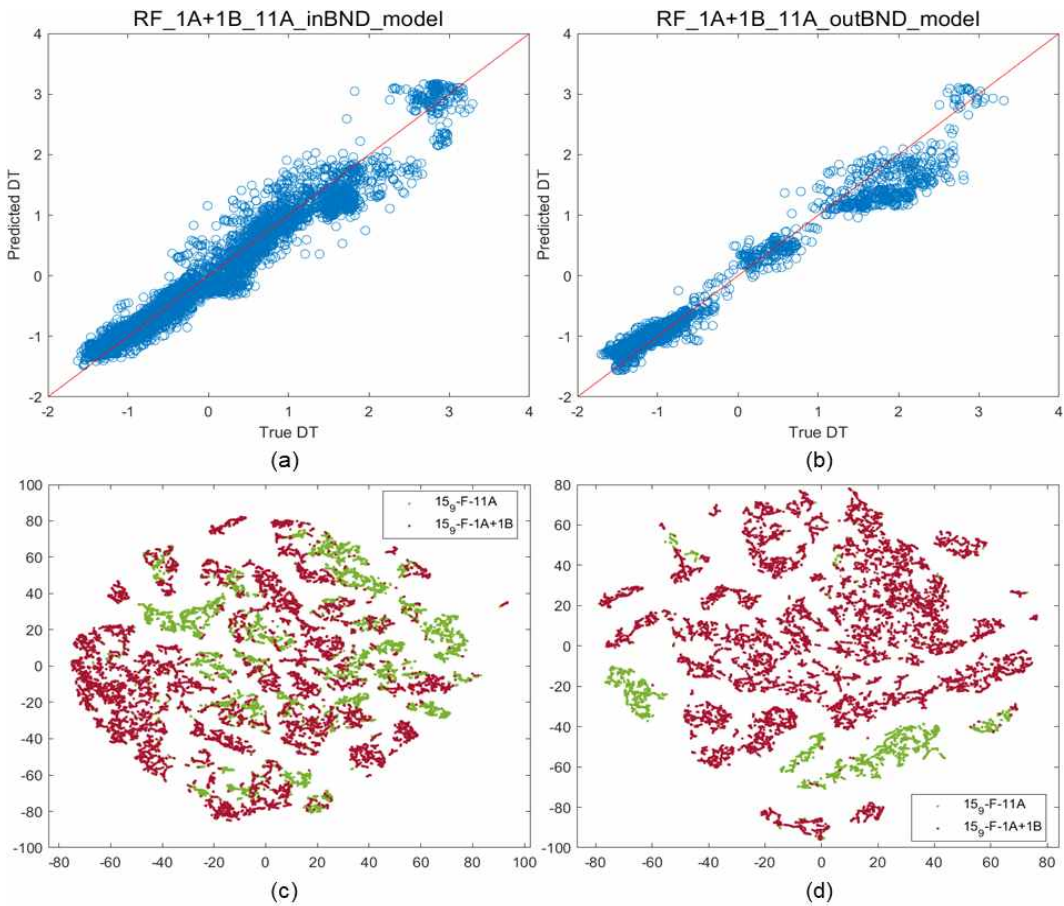 RF_1A+1B_11A_inBND_model
4
3
2
1
0
-1
-2
Predicted DT
-2 -1 0 1 2 3 4
True DT
(a)
RF_1A+1B_11A_outBND_model
4
3
2
1
0
-1
-2
Predicted DT
-2 -1 0 1 2 3 4
True DT
(b)
100
80
60
40
20
0
-20
-40
-60
-80
-100
15₉-F-11A
15₉-F-1A+1B
-80 -60 -40 -20 0 20 40 60 80 100
(c)
80
60
40
20
0
-20
-40
-60
-80
-100
15₉-F-11A
15₉-F-1A+1B
-80 -60 -40 -20 0 20 40 60 80
(d)